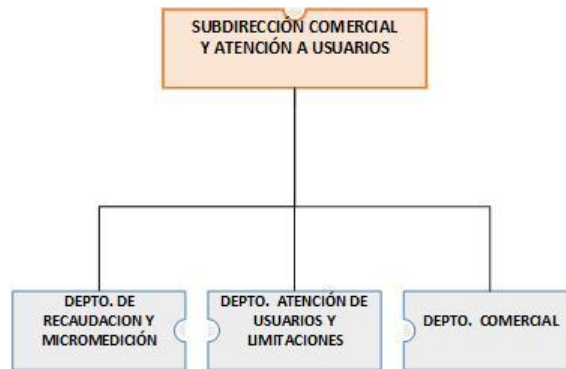 SUBDIRECCIÓN COMERCIAL
Y ATENCIÓN A USUARIOS
DEPTO. DE
RECAUDACION Y
MICROMEDICIÓN
DEPTO. ATENCIÓN DE
USUARIOS Y
LIMITACIONES
DEPTO. COMERCIAL